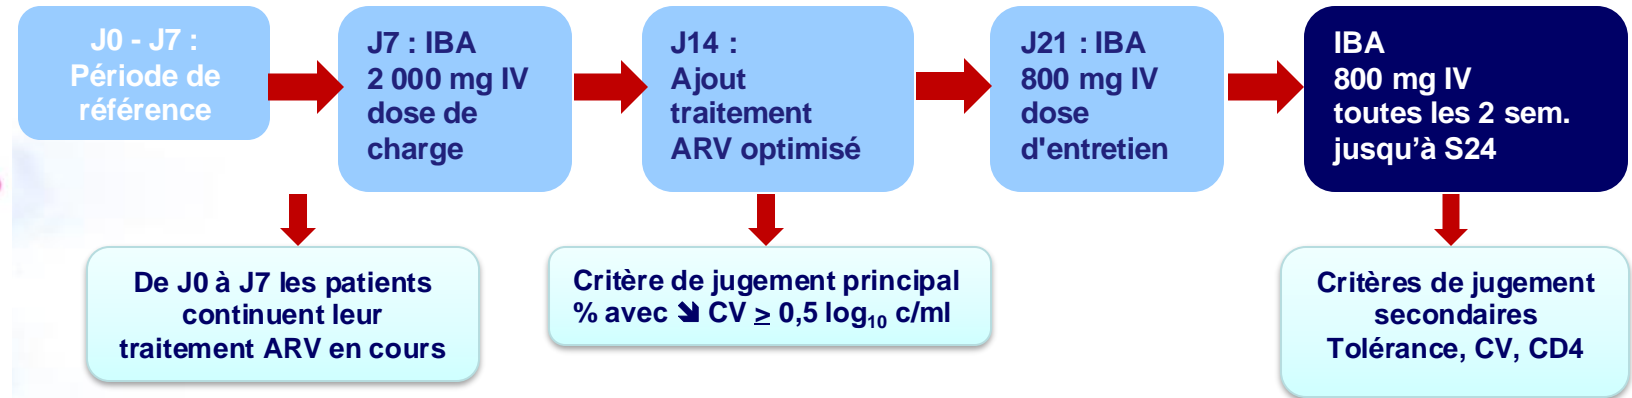 J0 - J7 :
Période de
référence
J7 : IBA
2 000 mg IV
dose de
charge
J14 :
Ajout
traitement
ARV optimisé
J21 : IBA
800 mg IV
dose
d'entretien
IBA
800 mg IV
toutes les 2 sem.
jusqu’à S24
De J0 à J7 les patients
continuent leur
traitement ARV en cours
Critère de jugement principal
% avec ➘ CV ≥ 0,5 log₁₀ c/ml
Critères de jugement
secondaires
Tolérance, CV, CD4